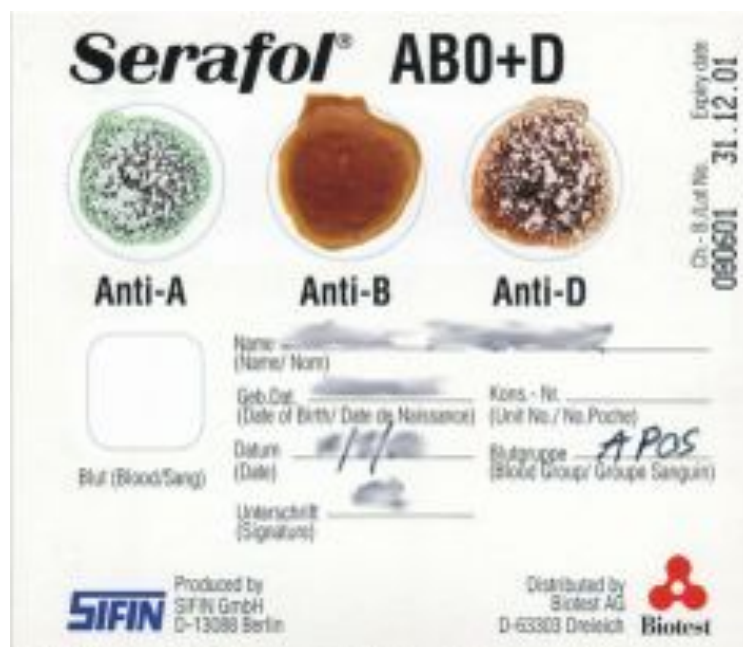 Serafol® AB0+D
Anti-A Anti-B Anti-D
Ch.-B./Lot No. Expiry date
080601 31.12.01
Name
(Name/ Nom)
Geb.Dat.
(Date of Birth/ Date de Naissance)
Kons.- Nr.
(Unit No./ No.Poche)
Datum
(Date)
Blutgruppe A POS
(Blood Group/ Groupe Sanguin)
Blut (Blood/Sang)
Unterschrift
(Signature)
SIFIN
Produced by
SIFIN GmbH
D-13088 Berlin
Distributed by
Biotest AG
D-63303 Dreieich
Biotest